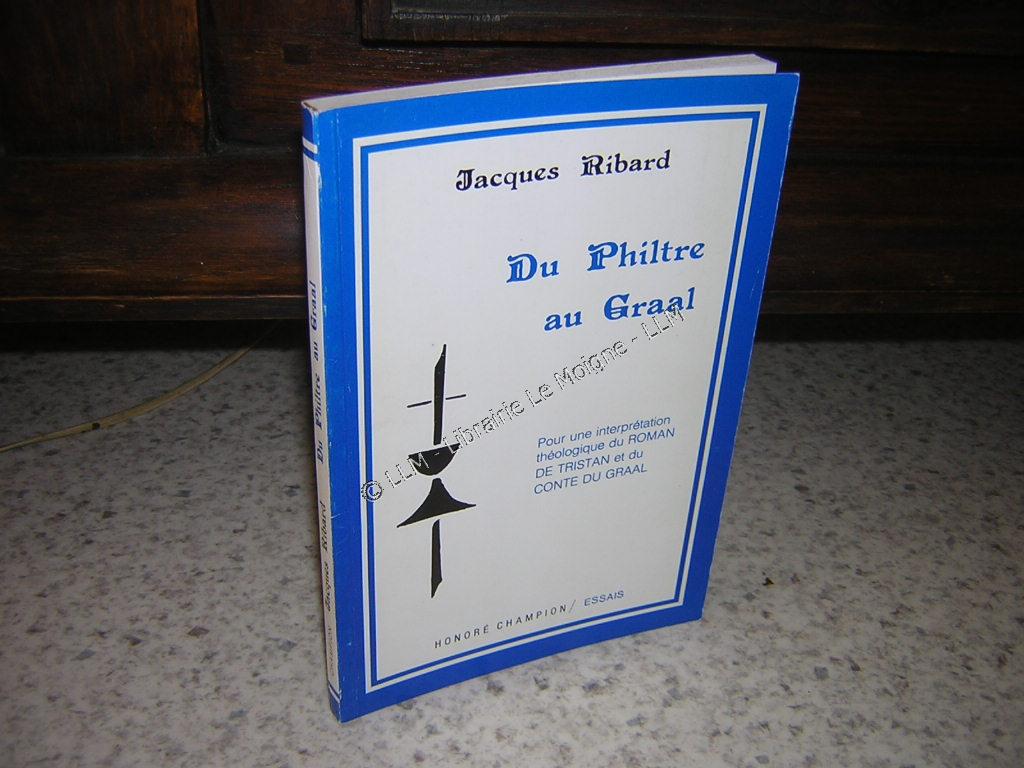 Jacques Ribard
Du Philtre
au Graal
© LLM - Librairie Le Moigne - LLM
Pour une interprétation
théologique du ROMAN
DE TRISTAN et du
CONTE DU GRAAL
HONORÉ CHAMPION / ESSAIS
CHAMPION Jacques Ribard / Du Philtre au Graal